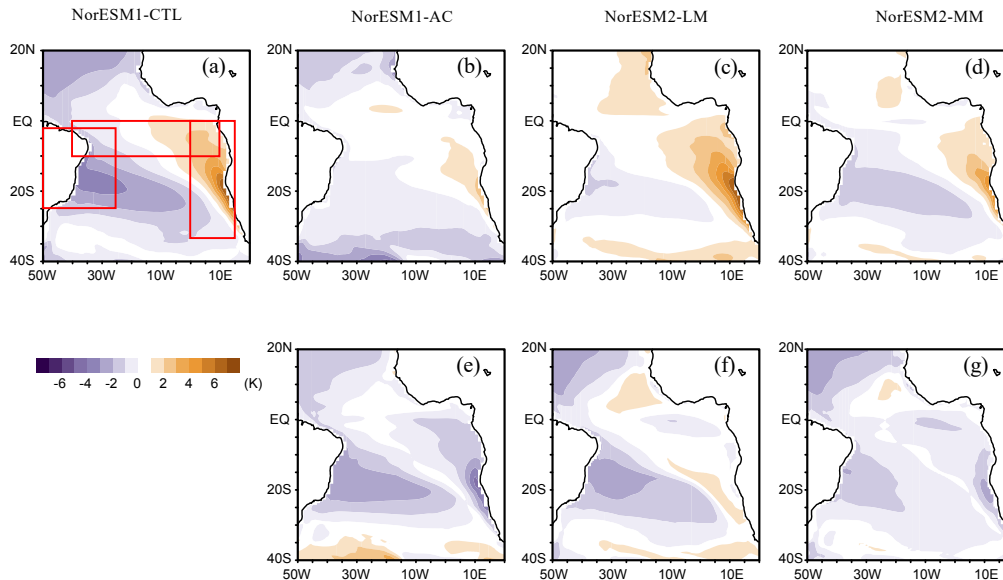 NorESM1-CTL NorESM1-AC NorESM2-LM NorESM2-MM
20N 20N 20N 20N
(a) (b) (c) (d)
EQ EQ EQ EQ
20S 20S 20S 20S
40S 40S 40S 40S
50W 30W 10W 10E 50W 30W 10W 10E 50W 30W 10W 10E 50W 30W 10W 10E
20N 20N 20N
(e) (f) (g)
-6 -4 -2 0 2 4 6 (K)
EQ EQ EQ
20S 20S 20S
40S 40S 40S
50W 30W 10W 10E 50W 30W 10W 10E 50W 30W 10W 10E